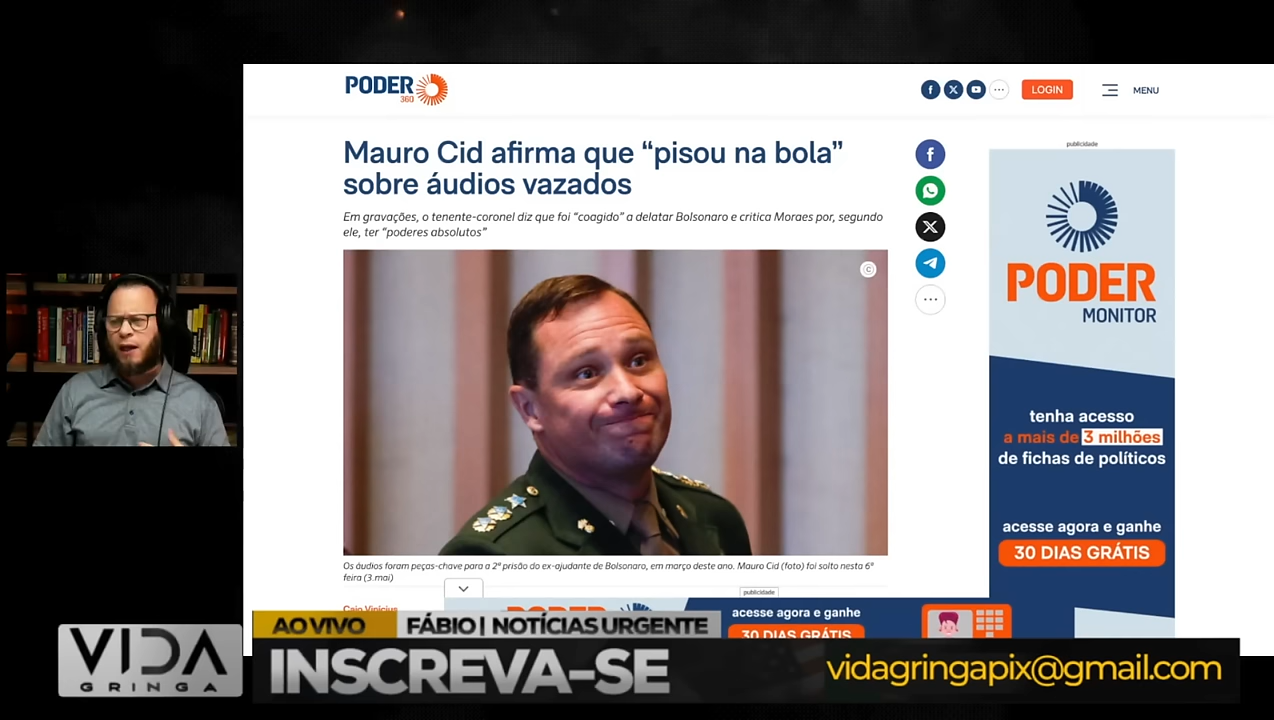 PODER
360
LOGIN
MENU
Mauro Cid afirma que “pisou na bola”
sobre áudios vazados
Em gravações, o tenente-coronel diz que foi “coagido” a delatar Bolsonaro e critica Moraes por, segundo
ele, ter “poderes absolutos”
publicidade
PODER
MONITOR
tenha acesso
a mais de 3 milhões
de fichas de políticos
acesse agora e ganhe
30 DIAS GRÁTIS
Os áudios foram peças-chave para a 2ª prisão do ex-ajudante de Bolsonaro, em março deste ano. Mauro Cid (foto) foi solto nesta 6ª
feira (3.mai)
publicidade
Caio Vinícius
PODER
acesse agora e ganhe
30 DIAS GRÁTIS
AO VIVO
FÁBIO | NOTÍCIAS URGENTE
VIDA
GRINGA
INSCREVA-SE
vidagringapix@gmail.com